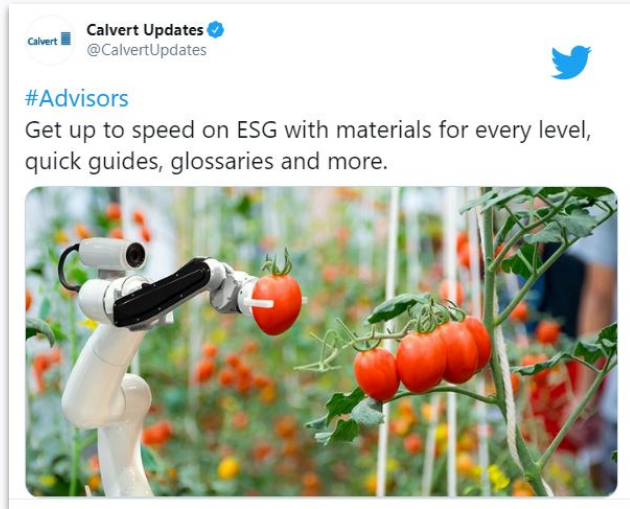 Calvert
Calvert Updates
@CalvertUpdates
#Advisors
Get up to speed on ESG with materials for every level,
quick guides, glossaries and more.